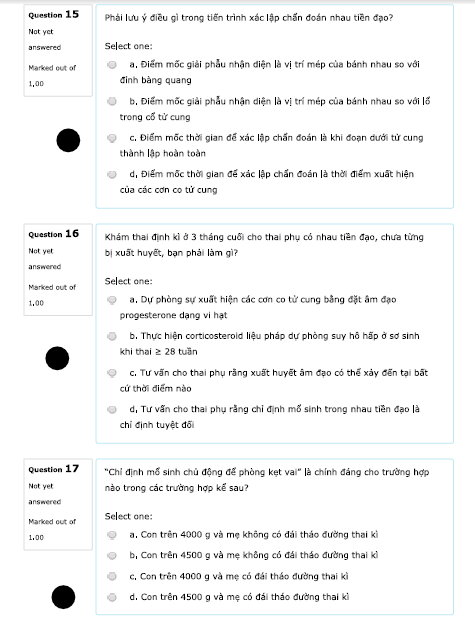 Question 15
Not yet
answered
Marked out of
1,00
Phải lưu ý điều gì trong tiến trình xác lập chẩn đoán nhau tiền đạo?
Select one:
a. Điểm mốc giải phẫu nhận diện là vị trí mép của bánh nhau so với
đỉnh bàng quang
b. Điểm mốc giải phẫu nhận diện là vị trí mép của bánh nhau so với lổ
trong cổ tử cung
c. Điểm mốc thời gian để xác lập chẩn đoán là khi đoạn dưới tử cung
thành lập hoàn toàn
d. Điểm mốc thời gian để xác lập chẩn đoán là thời điểm xuất hiện
của các cơn co tử cung
Question 16
Not yet
answered
Marked out of
1,00
Khám thai định kì ở 3 tháng cuối cho thai phụ có nhau tiền đạo, chưa từng
bị xuất huyết, bạn phải làm gì?
Select one:
a. Dự phòng sự xuất hiện các cơn co tử cung bằng đặt âm đạo
progesterone dạng vi hạt
b. Thực hiện corticosteroid liệu pháp dự phòng suy hô hấp ở sơ sinh
khi thai ≥ 28 tuần
c. Tư vấn cho thai phụ rằng xuất huyết âm đạo có thể xảy đến tại bất
cứ thời điểm nào
d. Tư vấn cho thai phụ rằng chỉ định mổ sinh trong nhau tiền đạo là
chỉ định tuyệt đối
Question 17
Not yet
answered
Marked out of
1,00
"Chỉ định mổ sinh chủ động để phòng kẹt vai" là chính đáng cho trường hợp
nào trong các trường hợp kể sau?
Select one:
a. Con trên 4000 g và mẹ không có đái tháo đường thai kì
b. Con trên 4500 g và mẹ không có đái tháo đường thai kì
c. Con trên 4000 g và mẹ có đái tháo đường thai kì
d. Con trên 4500 g và mẹ có đái tháo đường thai kì